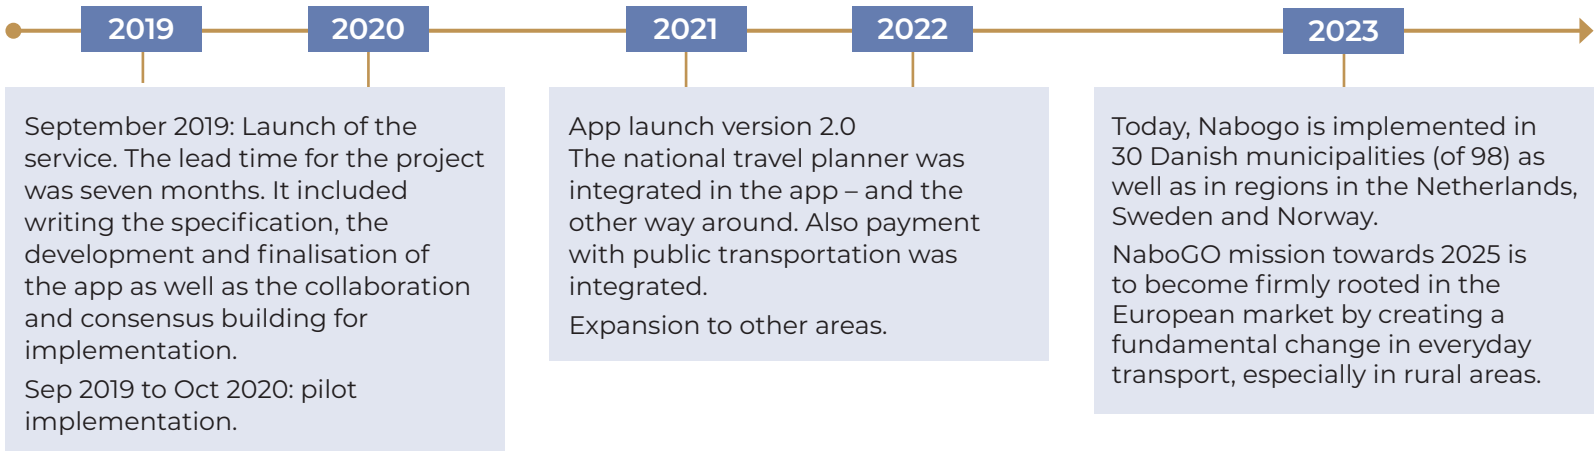 2019
2020
2021
2022
2023
September 2019: Launch of the
service. The lead time for the project
was seven months. It included
writing the specification, the
development and finalisation of
the app as well as the collaboration
and consensus building for
implementation.
Sep 2019 to Oct 2020: pilot
implementation.
App launch version 2.0
The national travel planner was
integrated in the app – and the
other way around. Also payment
with public transportation was
integrated.
Expansion to other areas.
Today, Nabogo is implemented in
30 Danish municipalities (of 98) as
well as in regions in the Netherlands,
Sweden and Norway.
NaboGO mission towards 2025 is
to become firmly rooted in the
European market by creating a
fundamental change in everyday
transport, especially in rural areas.